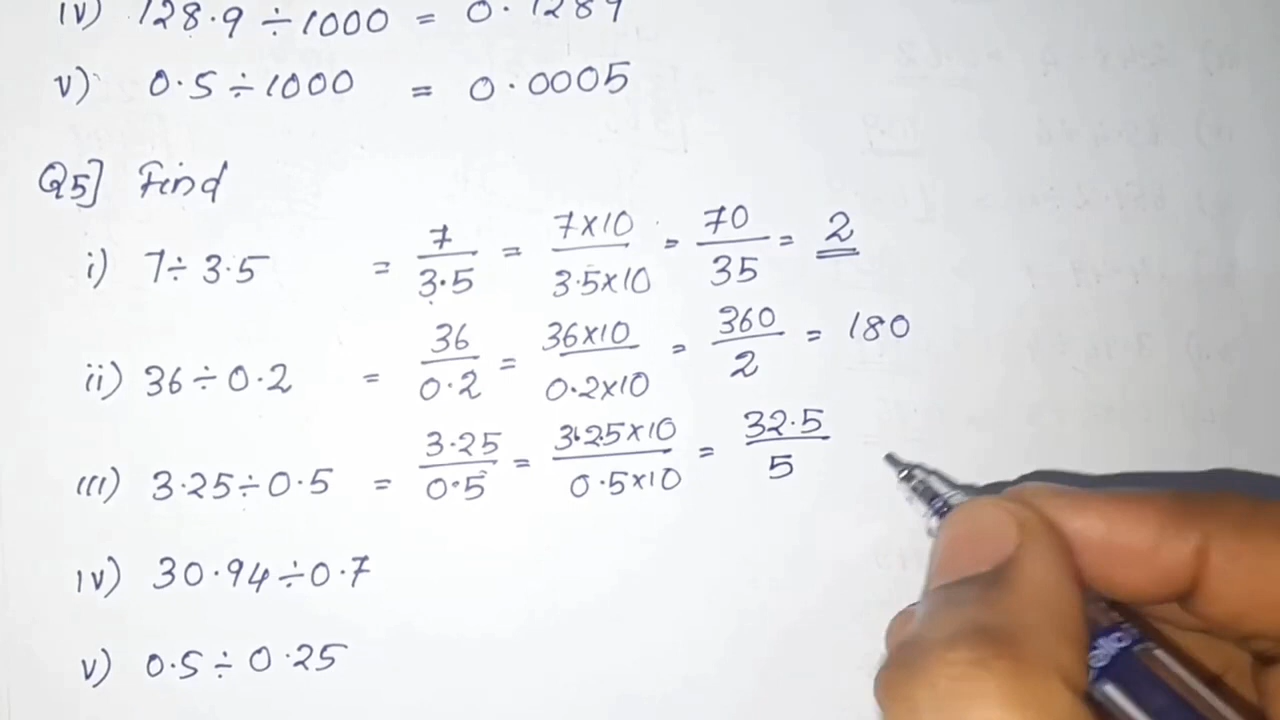 iv) 128.9 ÷ 1000 = 0.1289
v) 0.5 ÷ 1000 = 0.0005
Q5] Find
i) 7 ÷ 3.5 = 7/3.5 = 7×10/3.5×10 = 70/35 = 2
ii) 36 ÷ 0.2 = 36/0.2 = 36×10/0.2×10 = 360/2 = 180
iii) 3.25 ÷ 0.5 = 3.25/0.5 = 3.25×10/0.5×10 = 32.5/5
iv) 30.94 ÷ 0.7
v) 0.5 ÷ 0.25